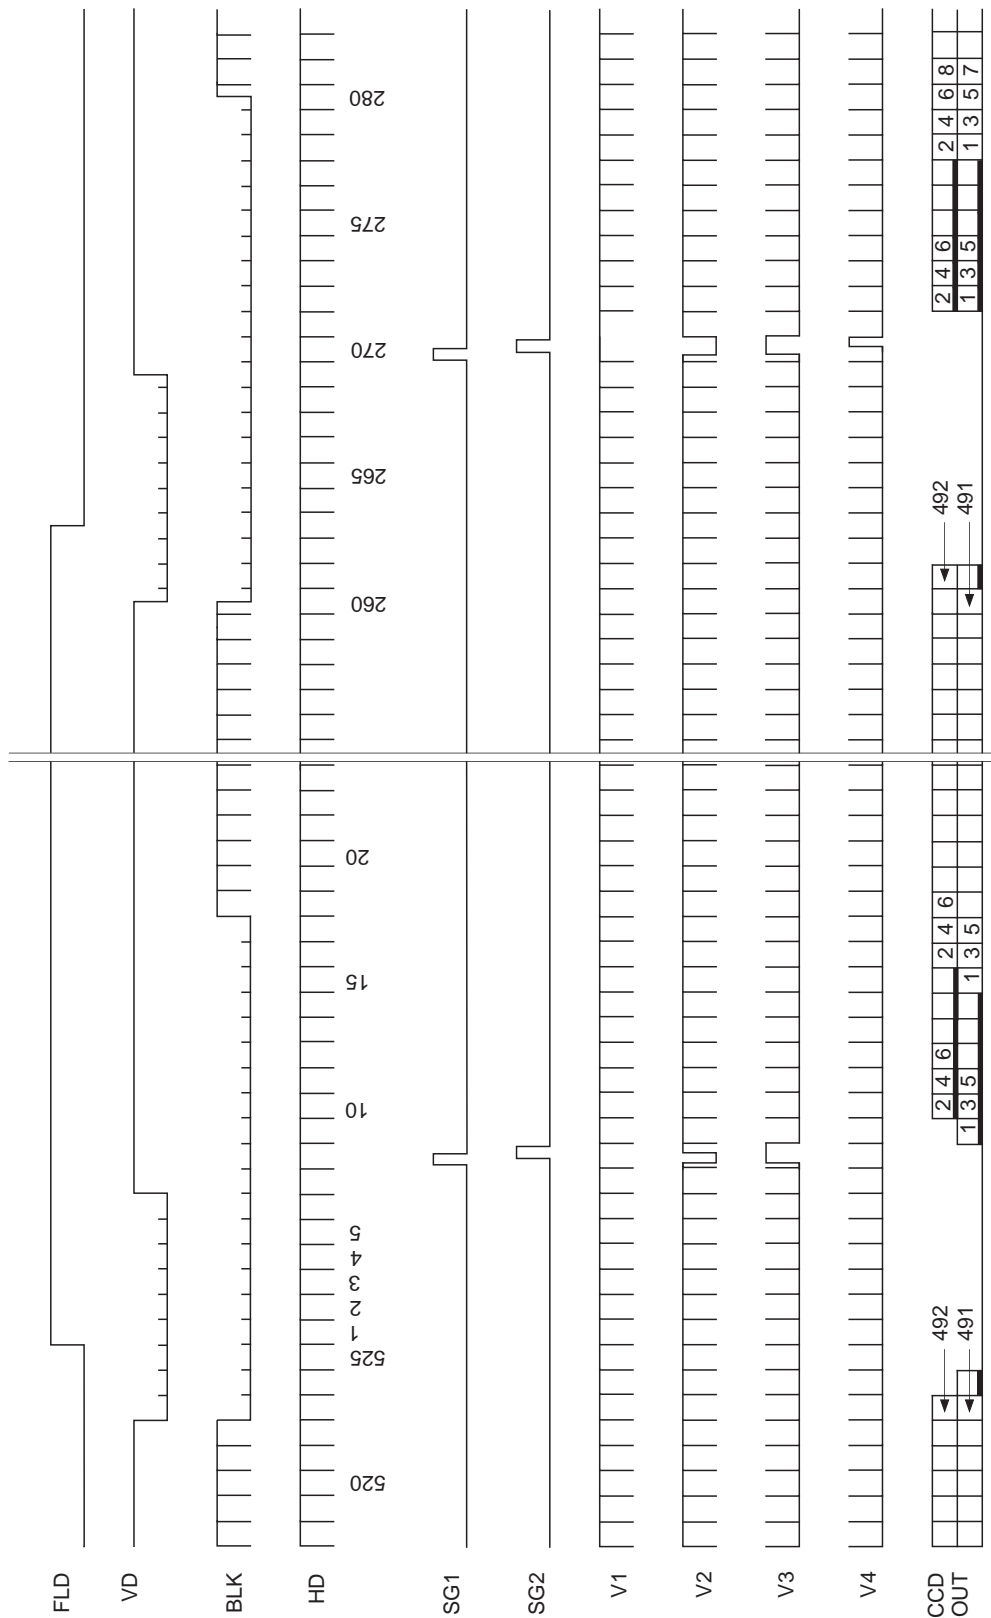 FLD
VD
BLK
HD
520 525 1 2 3 4 5 10 15 20 260 265 270 275 280
SG1
SG2
V1
V2
V3
V4
CCD 492 2 4 6 2 4 6 492 2 4 6 2 4 6 8
OUT 491 1 3 5 1 3 5 491 1 3 5 1 3 5 7